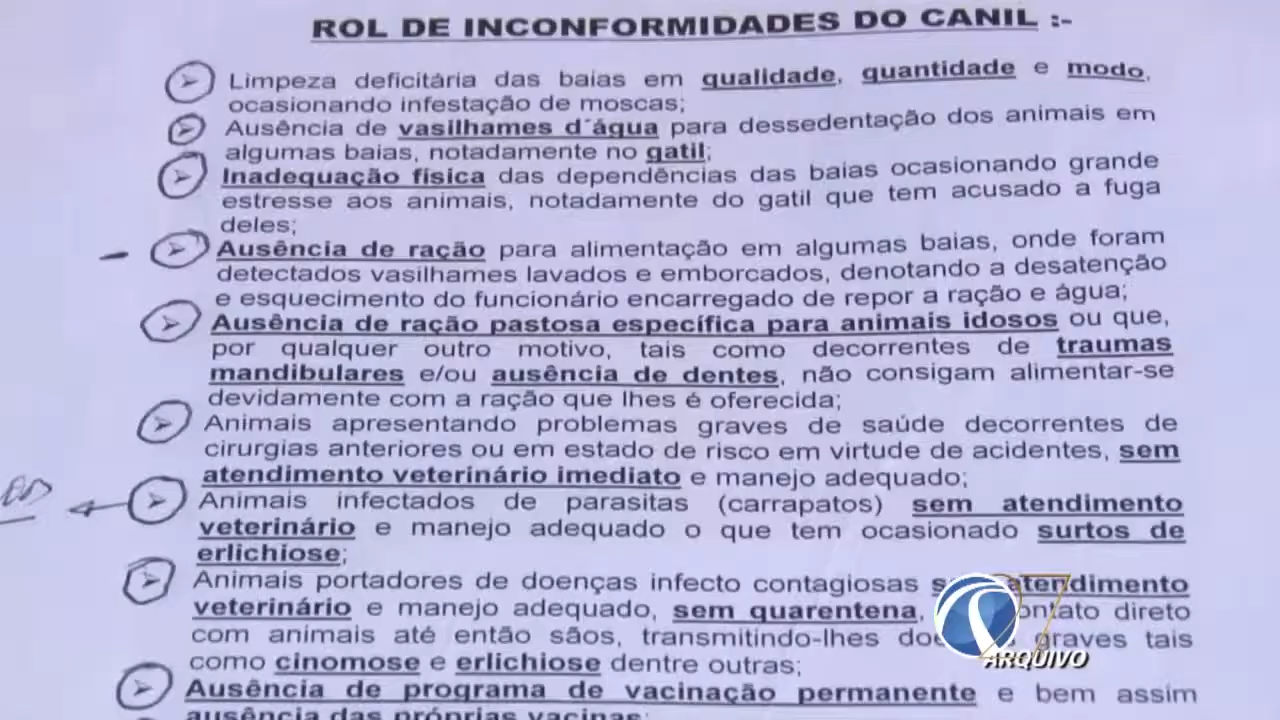 ROL DE INCONFORMIDADES DO CANIL :-
Limpeza deficitária das baias em qualidade, quantidade e modo,
ocasionando infestação de moscas;
Ausência de vasilhames d´água para dessedentação dos animais em
algumas baias, notadamente no gatil;
Inadequação física das dependências das baias ocasionando grande
estresse aos animais, notadamente do gatil que tem acusado a fuga
deles;
Ausência de ração para alimentação em algumas baias, onde foram
detectados vasilhames lavados e emborcados, denotando a desatenção
e esquecimento do funcionário encarregado de repor a ração e água;
Ausência de ração pastosa específica para animais idosos ou que,
por qualquer outro motivo, tais como decorrentes de traumas
mandibulares e/ou ausência de dentes, não consigam alimentar-se
devidamente com a ração que lhes é oferecida;
Animais apresentando problemas graves de saúde decorrentes de
cirurgias anteriores ou em estado de risco em virtude de acidentes, sem
atendimento veterinário imediato e manejo adequado;
Animais infectados de parasitas (carrapatos) sem atendimento
veterinário e manejo adequado o que tem ocasionado surtos de
erlichiose;
Animais portadores de doenças infecto contagiosas atendimento
veterinário e manejo adequado, sem quarentena, direto
com animais até então sãos, transmitindo-lhes graves tais
como cinomose e erlichiose dentre outras;
ARQUIVO
Ausência de programa de vacinação permanente e bem assim
ausência das próprias vacinas;